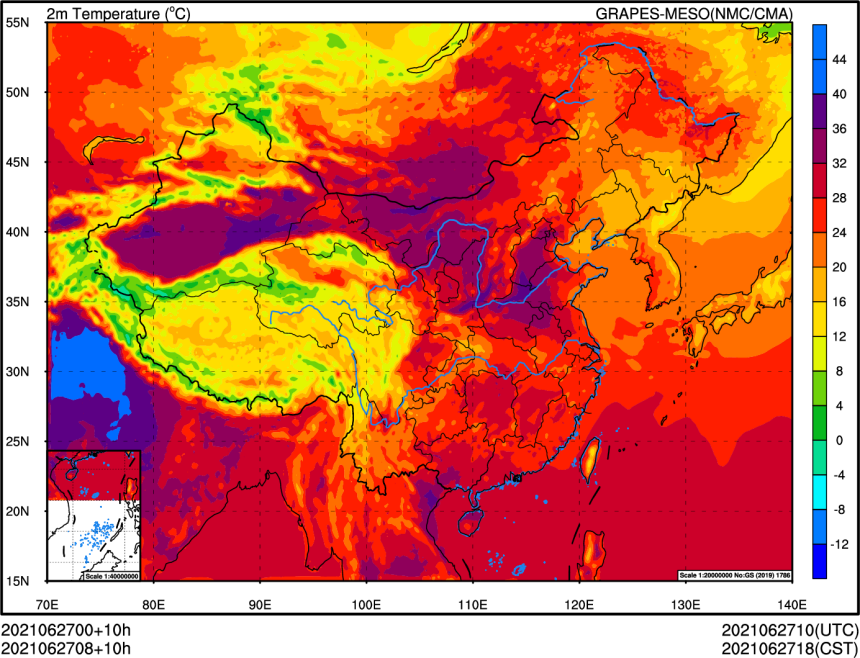 2m Temperature (°C) GRAPES-MESO(NMC/CMA)
55N
50N
45N
40N
35N
30N
25N
20N
15N
70E 80E 90E 100E 110E 120E 130E 140E
44
40
36
32
28
24
20
16
12
8
4
0
-4
-8
-12
Scale 1:40000000
Scale 1:20000000 No:GS (2019) 1786
2021062700+10h 2021062710(UTC)
2021062708+10h 2021062718(CST)